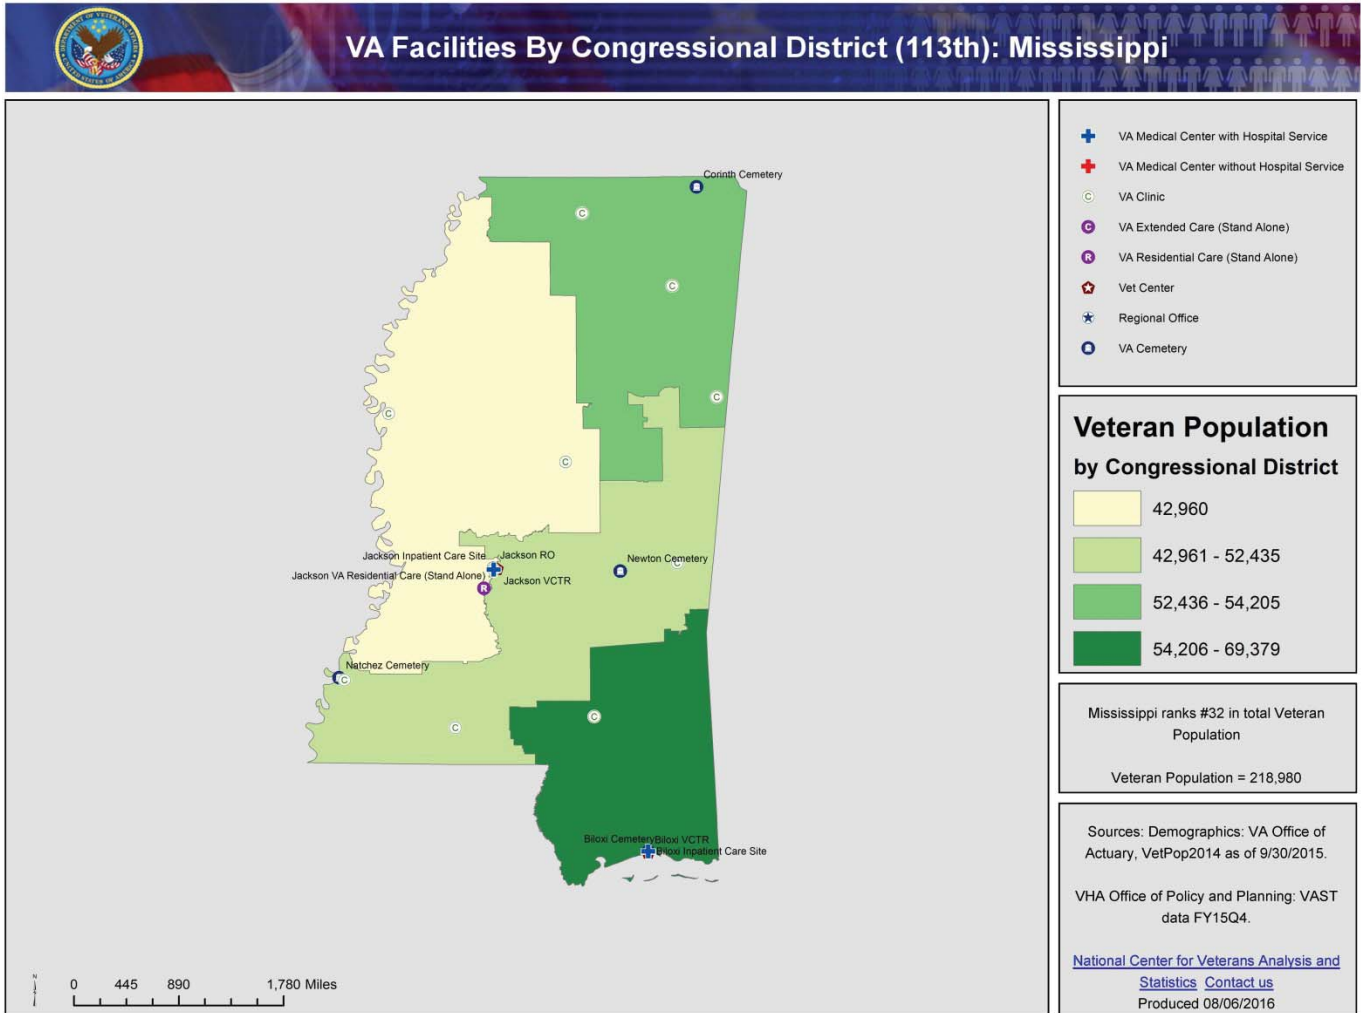 VA Facilities By Congressional District (113th): Mississippi
Corinth Cemetery
C
C
C
C
C
Jackson Inpatient Care Site
Jackson RO
Newton Cemetery
C
Jackson VA Residential Care (Stand Alone)
Jackson VCTR
R
Natchez Cemetery
C
C
C
Biloxi Cemetery
Biloxi VCTR
Biloxi Inpatient Care Site
N
0 445 890 1,780 Miles
VA Medical Center with Hospital Service
VA Medical Center without Hospital Service
C VA Clinic
C VA Extended Care (Stand Alone)
R VA Residential Care (Stand Alone)
Vet Center
Regional Office
VA Cemetery
Veteran Population
by Congressional District
42,960
42,961 - 52,435
52,436 - 54,205
54,206 - 69,379
Mississippi ranks #32 in total Veteran
Population
Veteran Population = 218,980
Sources: Demographics: VA Office of
Actuary, VetPop2014 as of 9/30/2015.
VHA Office of Policy and Planning: VAST
data FY15Q4.
National Center for Veterans Analysis and
Statistics Contact us
Produced 08/06/2016